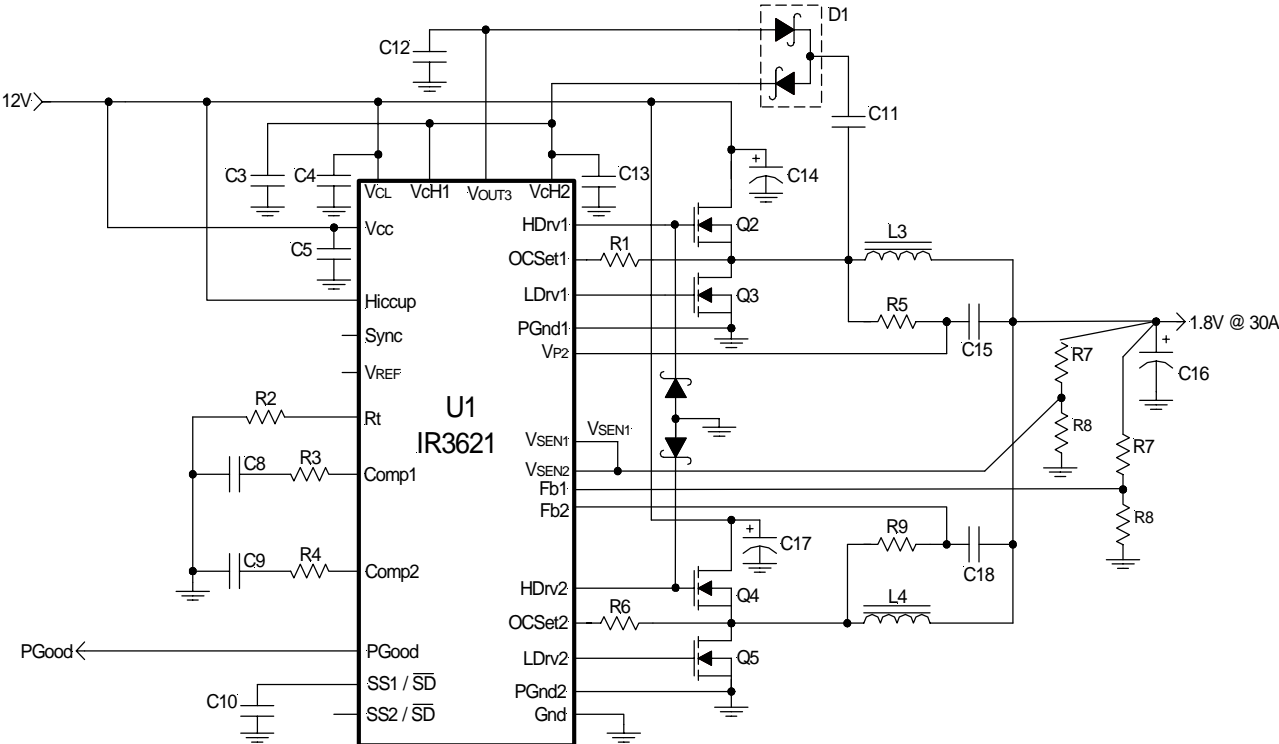 D1
C12
12V
C11
C3
C4
C13
C14
VCL
VCH1
VOUT3
VCH2
Vcc
C5
HDrv1
Q2
R1
L3
OCSet1
LDrv1
Q3
Hiccup
R5
1.8V @ 30A
PGnd1
Sync
VP2
C15
R7
C16
VREF
R2
Rt
U1
IR3621
VSEN1
VSEN1
R8
R7
C8
R3
Comp1
VSEN2
Fb1
Fb2
R8
R9
C17
C18
C9
R4
Comp2
HDrv2
Q4
L4
R6
OCSet2
PGood
PGood
LDrv2
Q5
SS1 / SD
PGnd2
C10
SS2 / SD
Gnd
+
+
+